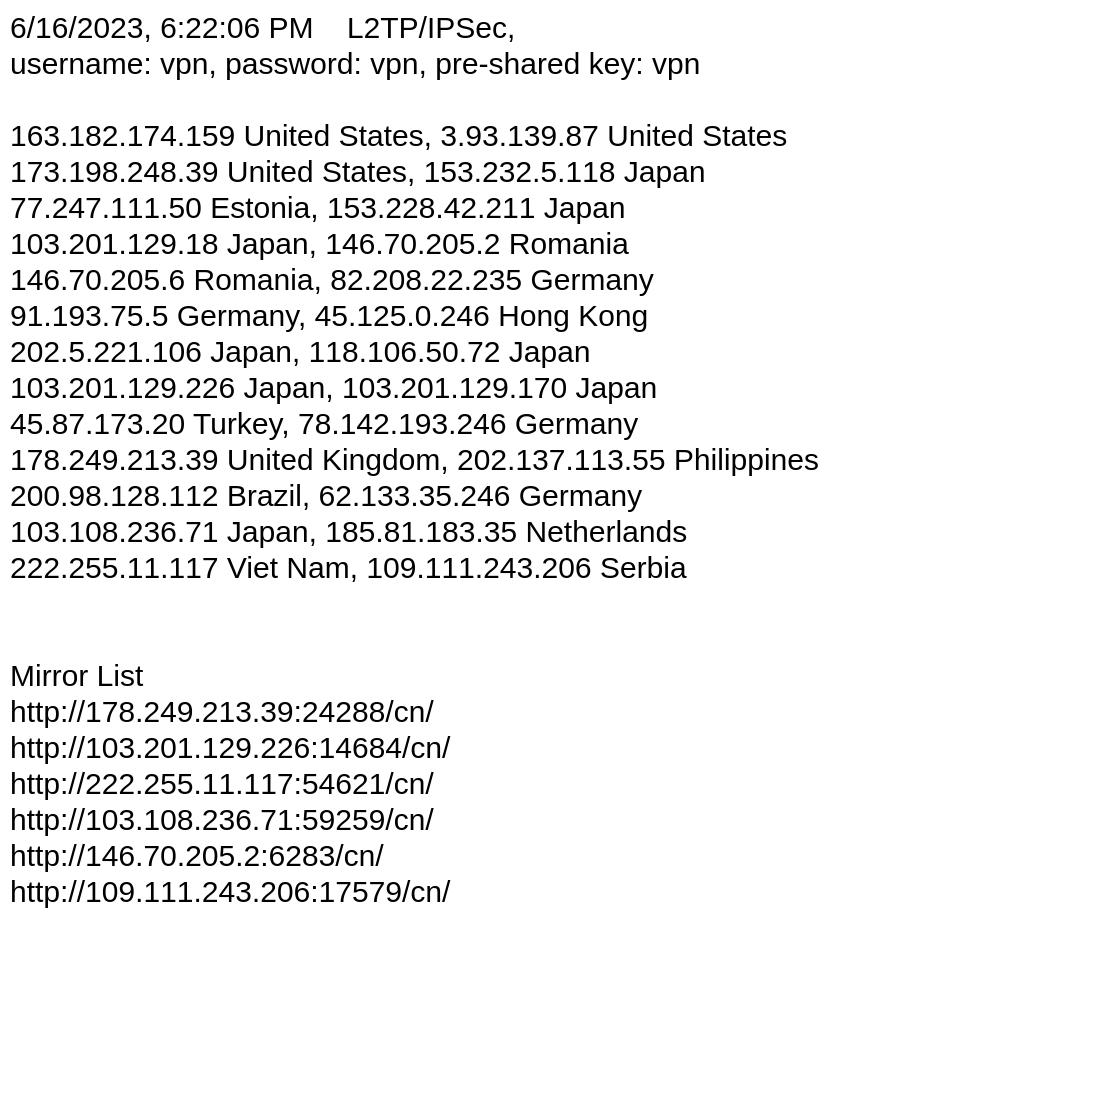 6/16/2023, 6:22:06 PM    L2TP/IPSec,
username: vpn, password: vpn, pre-shared key: vpn
163.182.174.159 United States, 3.93.139.87 United States
173.198.248.39 United States, 153.232.5.118 Japan
77.247.111.50 Estonia, 153.228.42.211 Japan
103.201.129.18 Japan, 146.70.205.2 Romania
146.70.205.6 Romania, 82.208.22.235 Germany
91.193.75.5 Germany, 45.125.0.246 Hong Kong
202.5.221.106 Japan, 118.106.50.72 Japan
103.201.129.226 Japan, 103.201.129.170 Japan
45.87.173.20 Turkey, 78.142.193.246 Germany
178.249.213.39 United Kingdom, 202.137.113.55 Philippines
200.98.128.112 Brazil, 62.133.35.246 Germany
103.108.236.71 Japan, 185.81.183.35 Netherlands
222.255.11.117 Viet Nam, 109.111.243.206 Serbia
Mirror List
http://178.249.213.39:24288/cn/
http://103.201.129.226:14684/cn/
http://222.255.11.117:54621/cn/
http://103.108.236.71:59259/cn/
http://146.70.205.2:6283/cn/
http://109.111.243.206:17579/cn/